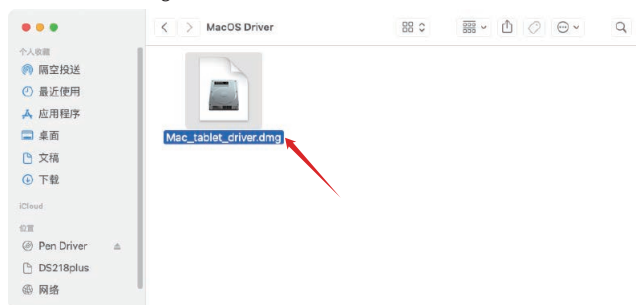 MacOS Driver
个人收藏
隔空投送
最近使用
应用程序
桌面
文稿
下载
iCloud
位置
Pen Driver
DS218plus
网络
Mac_tablet_driver.dmg